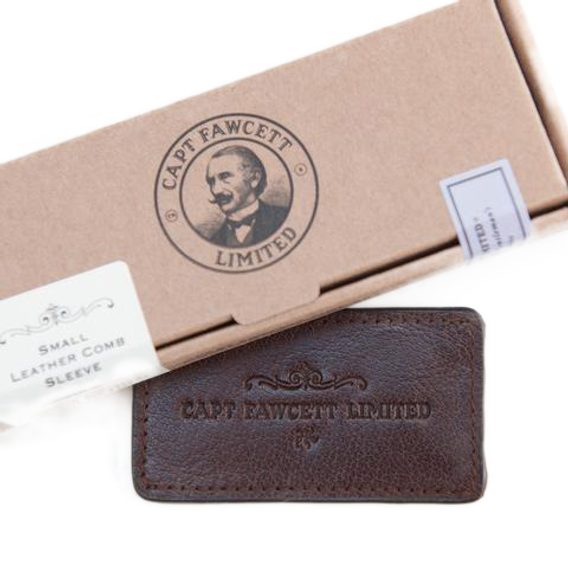 CAPT FAWCETT
LIMITED
SMALL
LEATHER COMB
SLEEVE
CAPT FAWCETT LIMITED